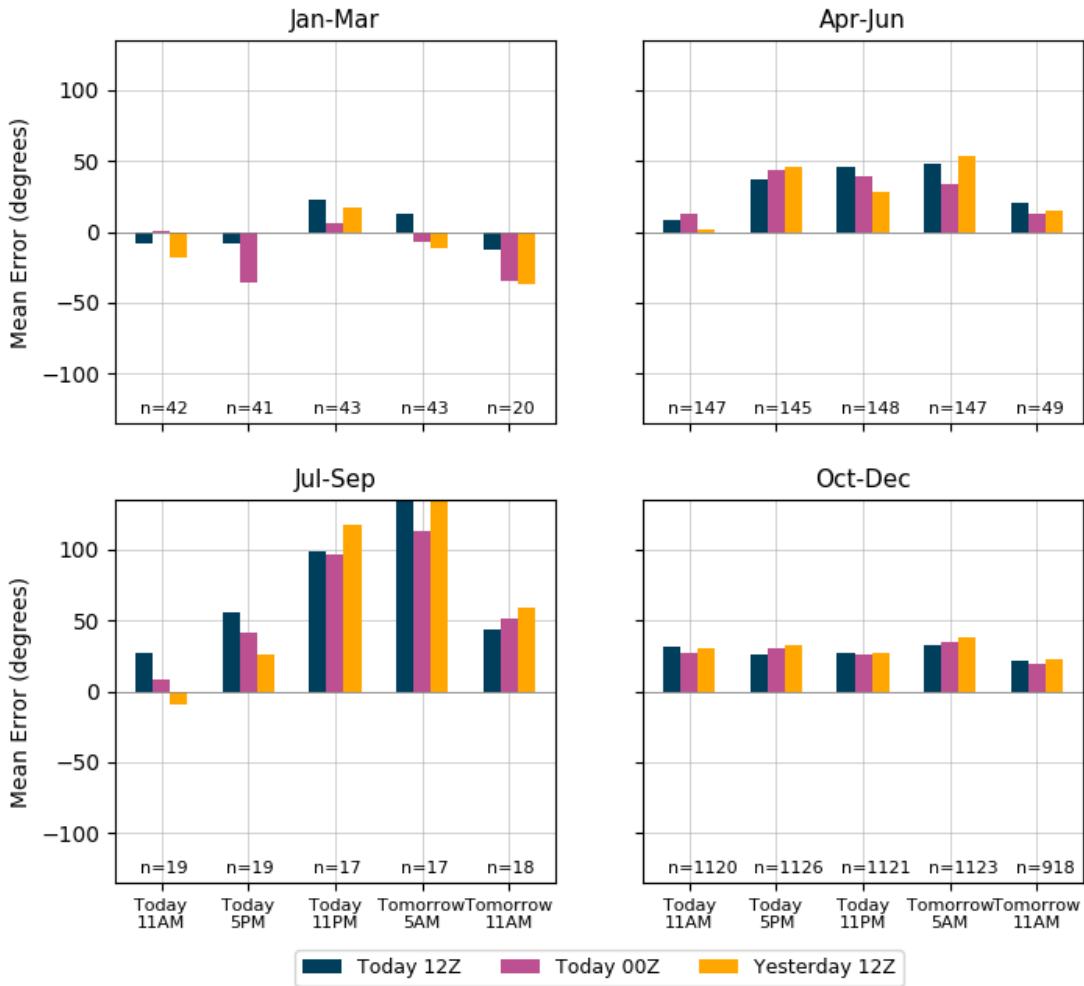 Jan-Mar
Apr-Jun
Mean Error (degrees)
100
50
0
−50
−100
n=42 n=41 n=43 n=43 n=20
n=147 n=145 n=148 n=147 n=49
Jul-Sep
Oct-Dec
Mean Error (degrees)
100
50
0
−50
−100
n=19 n=19 n=17 n=17 n=18
n=1120 n=1126 n=1121 n=1123 n=918
Today Today Today Tomorrow Tomorrow
11AM 5PM 11PM 5AM 11AM
Today Today Today Tomorrow Tomorrow
11AM 5PM 11PM 5AM 11AM
Today 12Z Today 00Z Yesterday 12Z